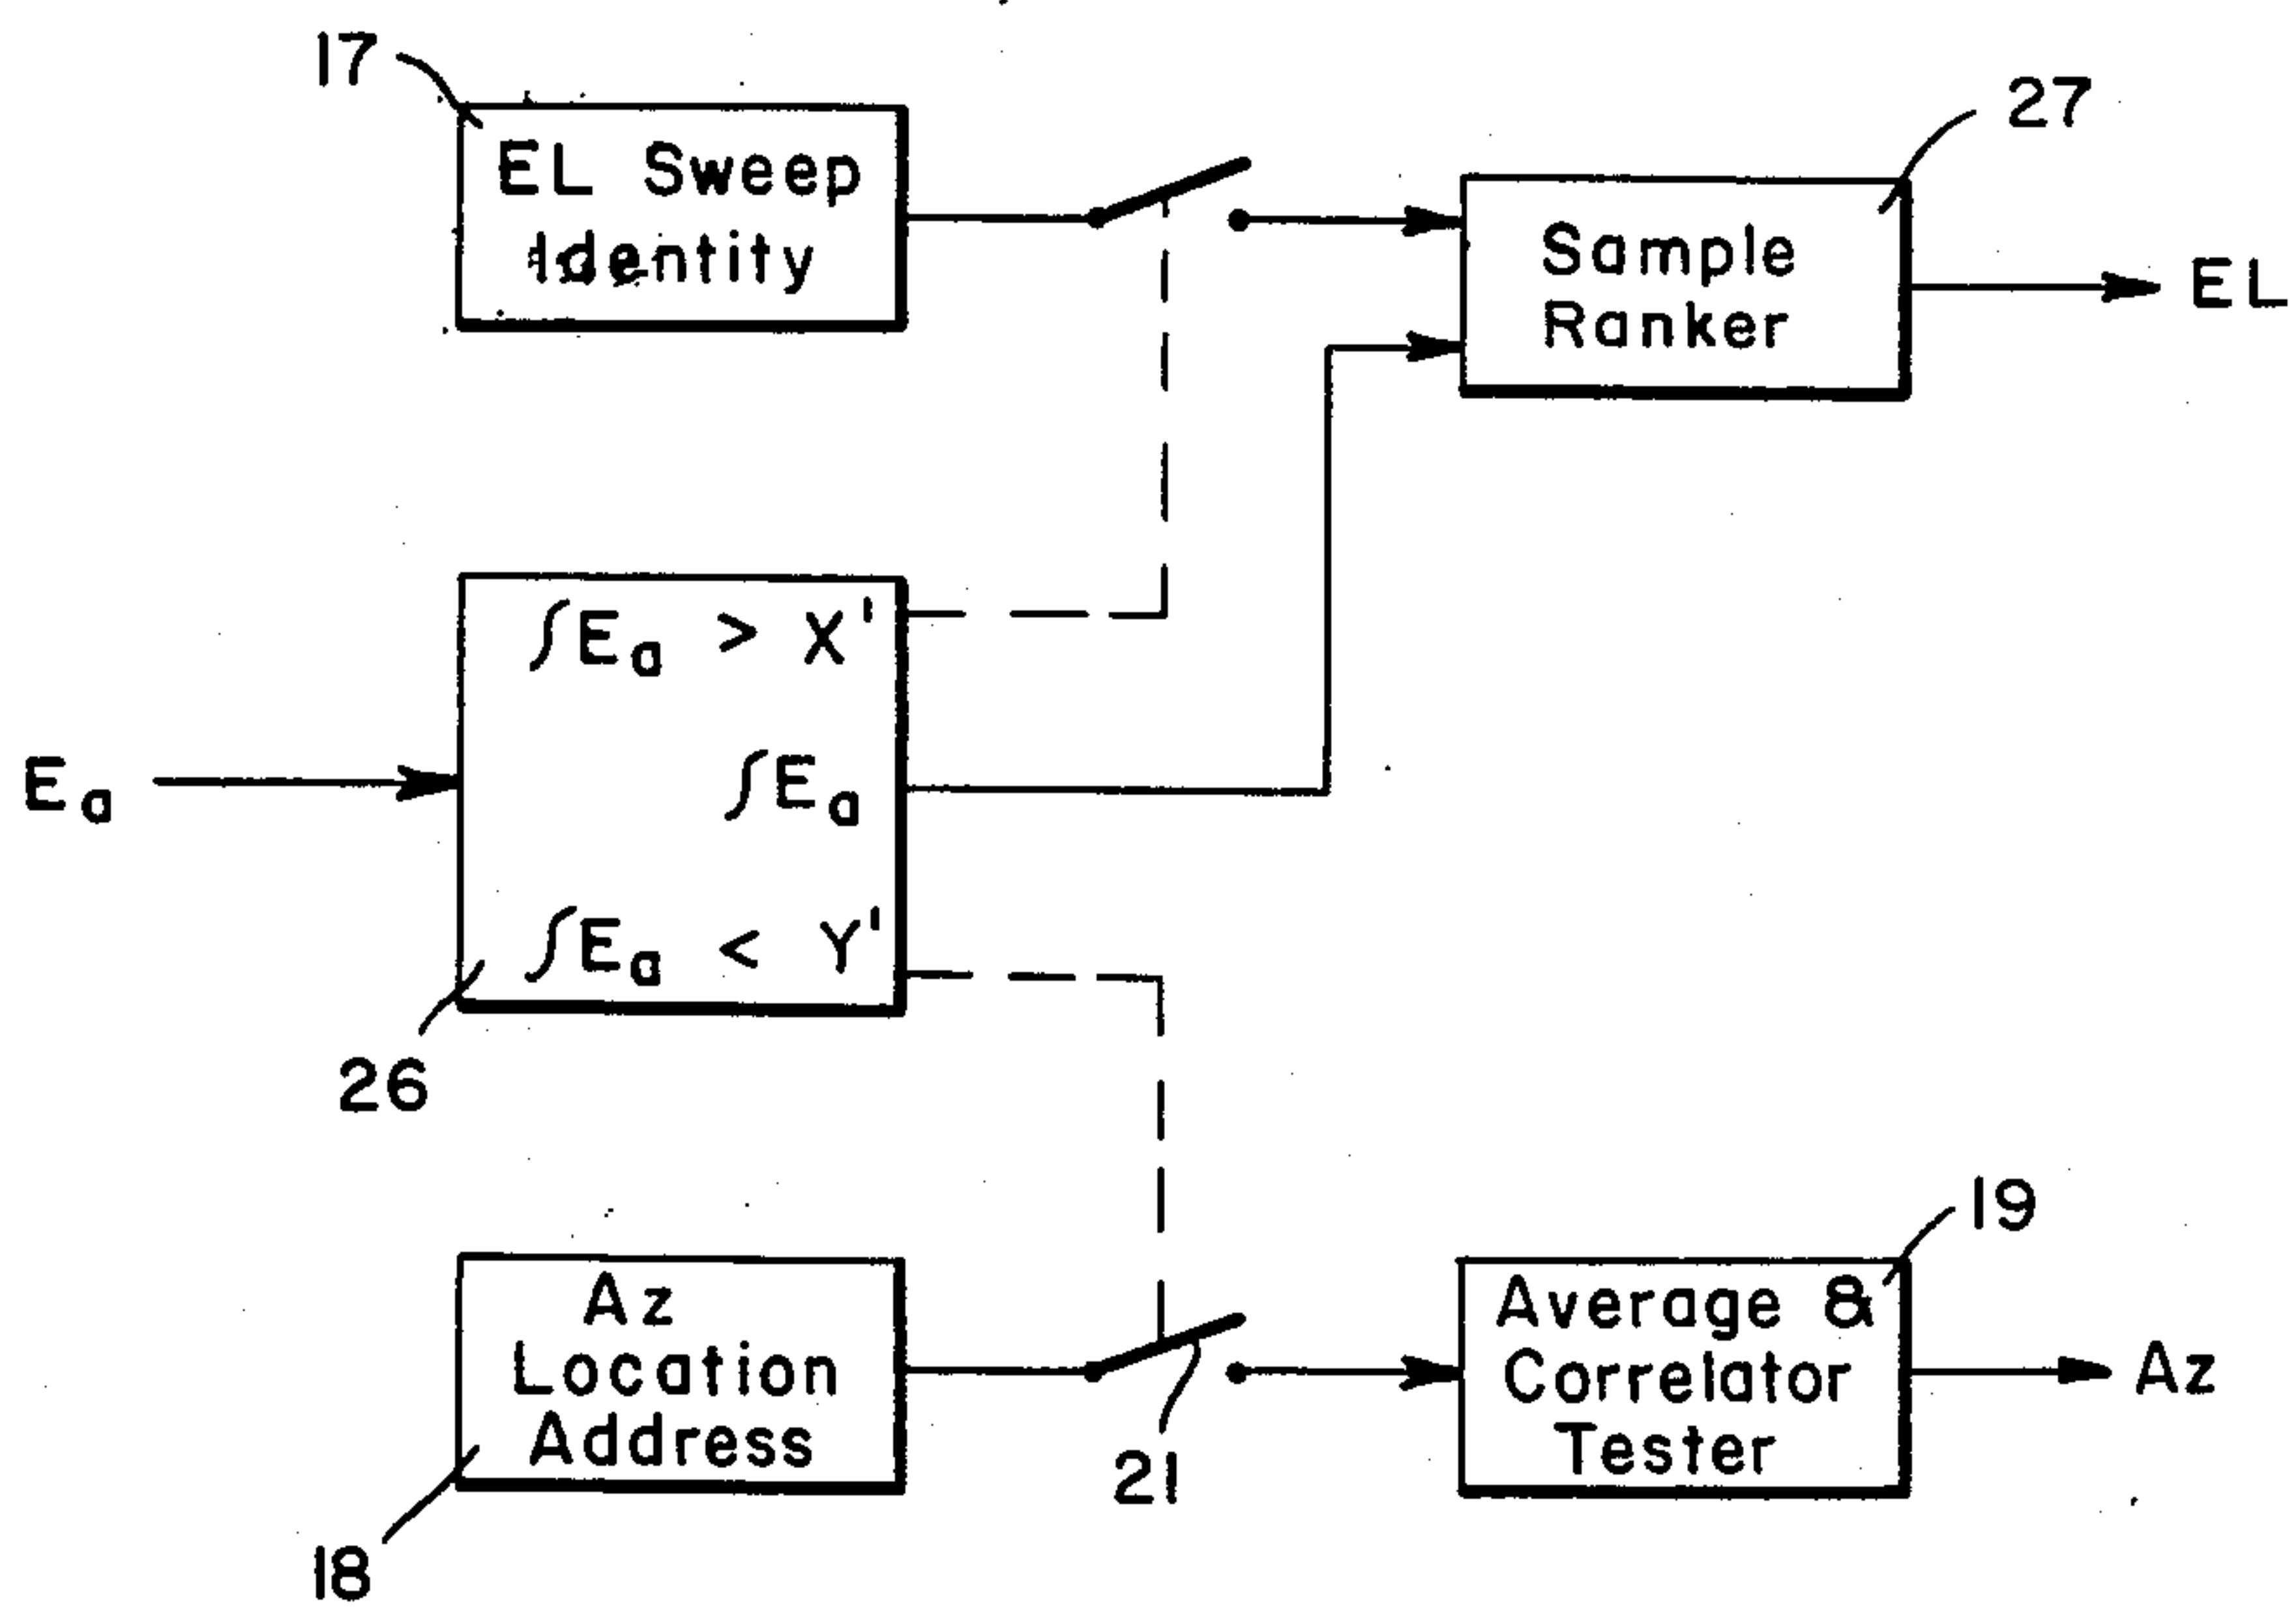 17
EL Sweep
Identity
27
Sample
Ranker
EL
∫Ea > X'
Ea
∫Ea
∫Ea < Y'
26
Az
Location
Address
18
21
19
Average &
Correlator
Tester
Az